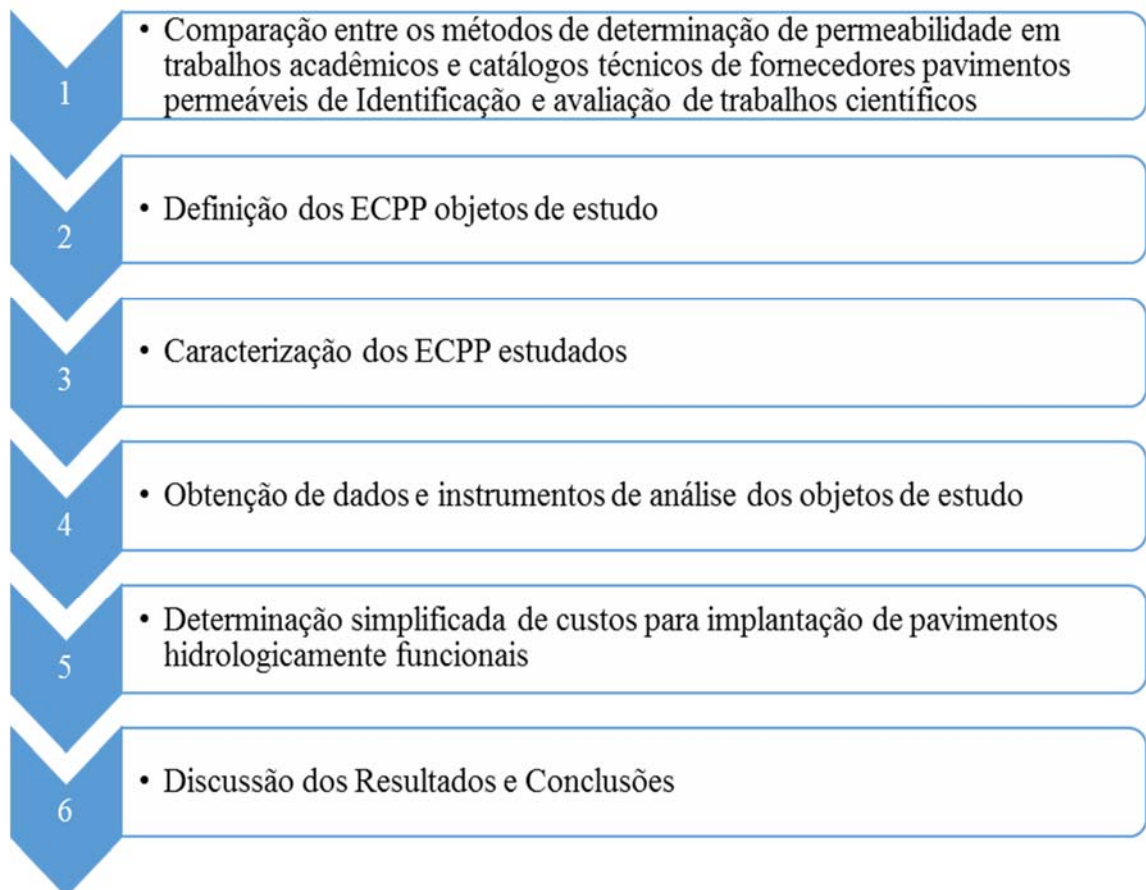 1
• Comparação entre os métodos de determinação de permeabilidade em
trabalhos acadêmicos e catálogos técnicos de fornecedores pavimentos
permeáveis de Identificação e avaliação de trabalhos científicos
2
• Definição dos ECPP objetos de estudo
3
• Caracterização dos ECPP estudados
4
• Obtenção de dados e instrumentos de análise dos objetos de estudo
5
• Determinação simplificada de custos para implantação de pavimentos
hidrologicamente funcionais
6
• Discussão dos Resultados e Conclusões